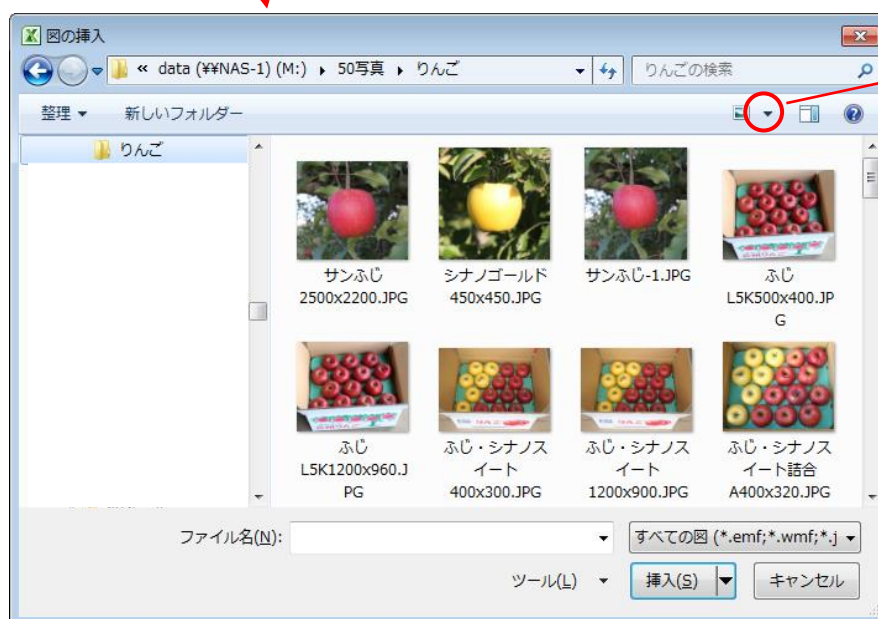 図の挿入
« data (¥¥NAS-1) (M:) ▸ 50写真 ▸ りんご
りんごの検索
整理 ▼ 新しいフォルダー
りんご
サンふじ
2500x2200.JPG
シナノゴールド
450x450.JPG
サンふじ-1.JPG
ふじ
L5K500x400.JP
G
ふじ
L5K1200x960.J
PG
ふじ・シナノス
イート
400x300.JPG
ふじ・シナノス
イート
1200x900.JPG
ふじ・シナノス
イート詰合
A400x320.JPG
ファイル名(N):
すべての図 (*.emf;*.wmf;*.j
ツール(L)
挿入(S)
キャンセル